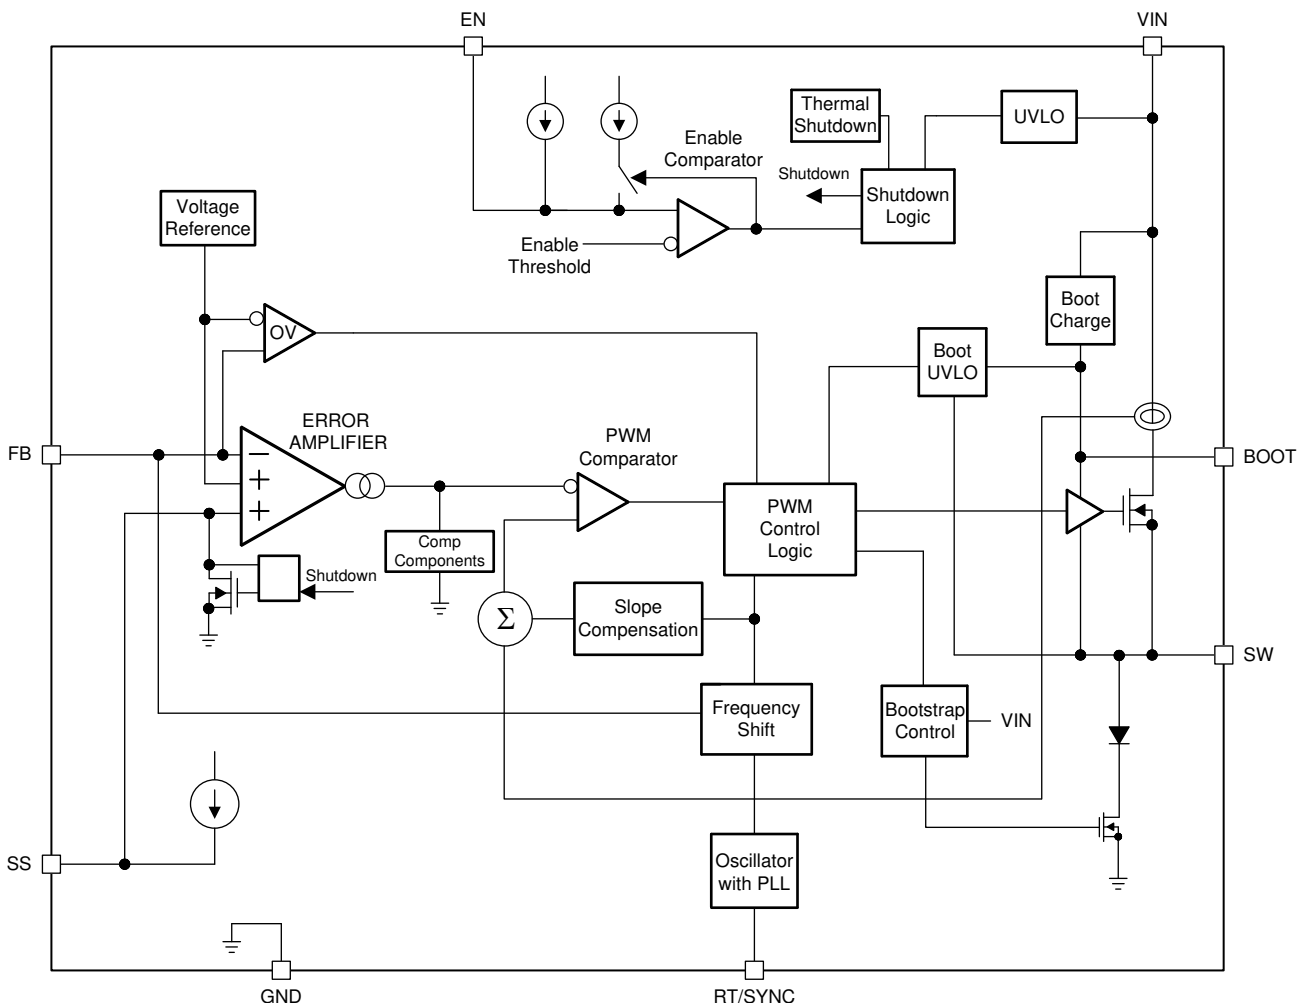 EN
VIN
Thermal
Shutdown
UVLO
Enable
Comparator
Shutdown
Shutdown
Logic
Voltage
Reference
Enable
Threshold
Boot
Charge
OV
Boot
UVLO
ERROR
AMPLIFIER
PWM
Comparator
FB
−
+
+
BOOT
PWM
Control
Logic
Comp
Components
Shutdown
Σ
Slope
Compensation
SW
Frequency
Shift
Bootstrap
Control
VIN
SS
Oscillator
with PLL
GND
RT/SYNC